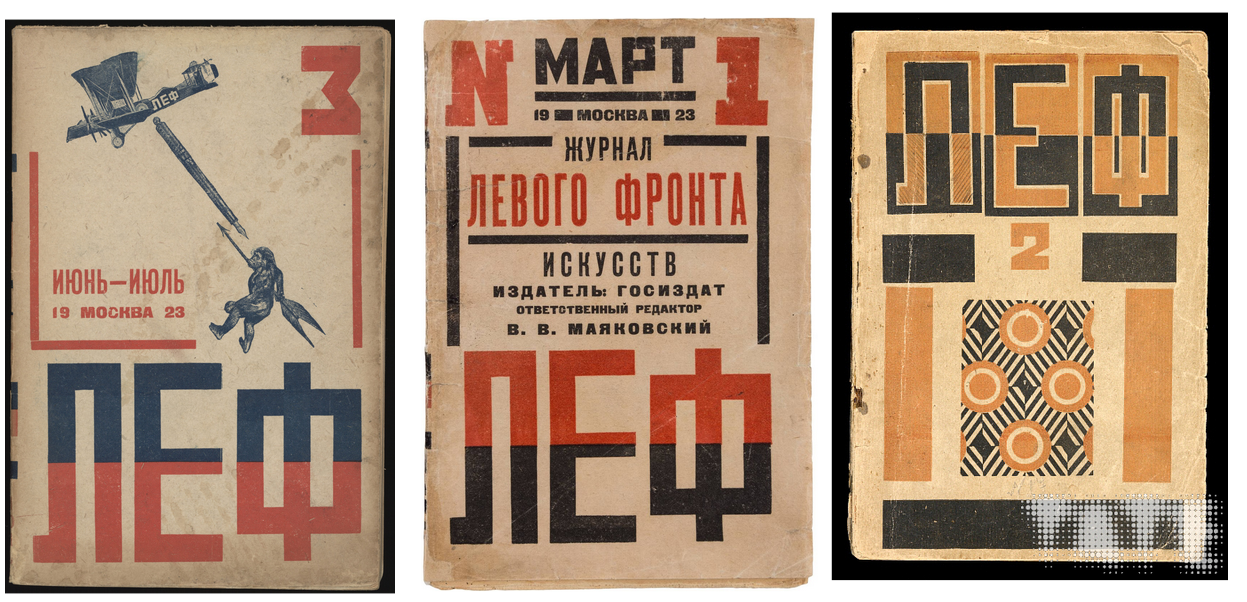 3
ЛЕФ
ИЮНЬ—ИЮЛЬ
19 МОСКВА 23
ЛЕФ
N МАРТ 1
19 МОСКВА 23
ЖУРНАЛ
ЛЕВОГО ФРОНТА
ИСКУССТВ
ИЗДАТЕЛЬ: ГОСИЗДАТ
ОТВЕТСТВЕННЫЙ РЕДАКТОР
В. В. МАЯКОВСКИЙ
ЛЕФ
ЛЕФ
2